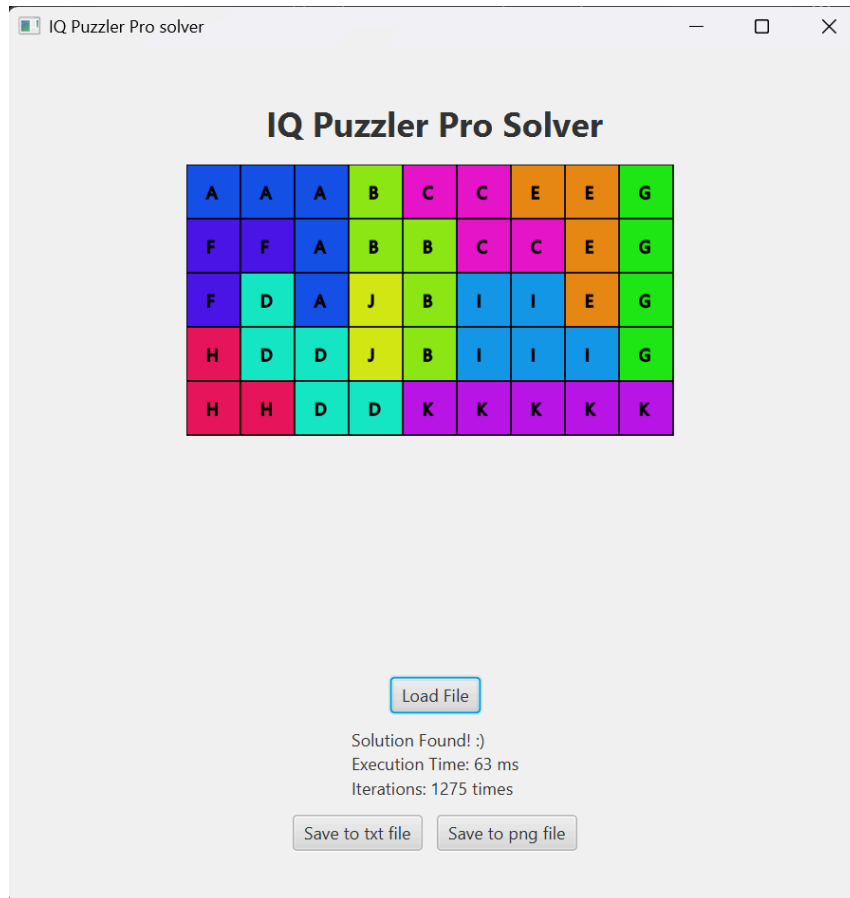 IQ Puzzler Pro solver
IQ Puzzler Pro Solver
A A A B C C E E G
F F A B B C C E G
F D A J B I I E G
H D D J B I I I G
H H D D K K K K K
Load File
Solution Found! :)
Execution Time: 63 ms
Iterations: 1275 times
Save to txt file Save to png file